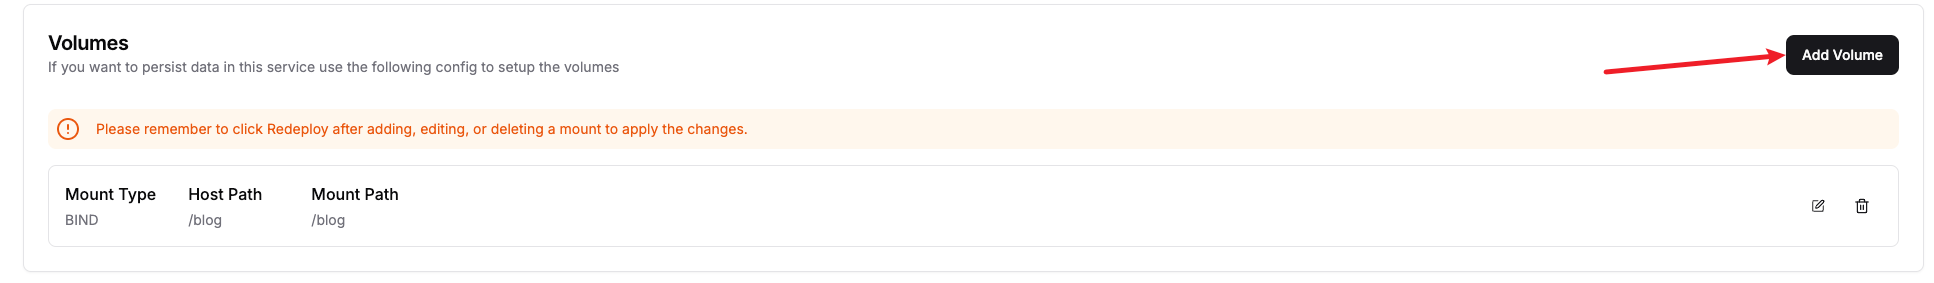 Volumes
If you want to persist data in this service use the following config to setup the volumes
Add Volume
Please remember to click Redeploy after adding, editing, or deleting a mount to apply the changes.
Mount Type Host Path Mount Path
BIND /blog /blog